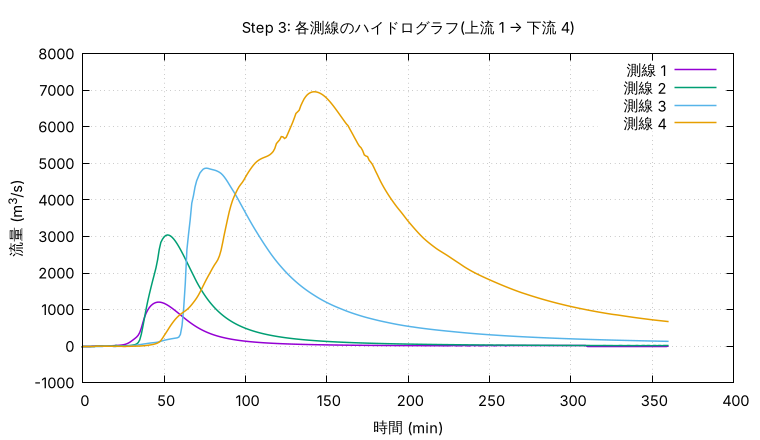 Step 3: 各測線のハイドログラフ(上流 1 → 下流 4)
8000
7000
6000
5000
4000
3000
2000
1000
0
-1000
流量 (m³/s)
測線 1
測線 2
測線 3
測線 4
0 50 100 150 200 250 300 350 400
時間 (min)